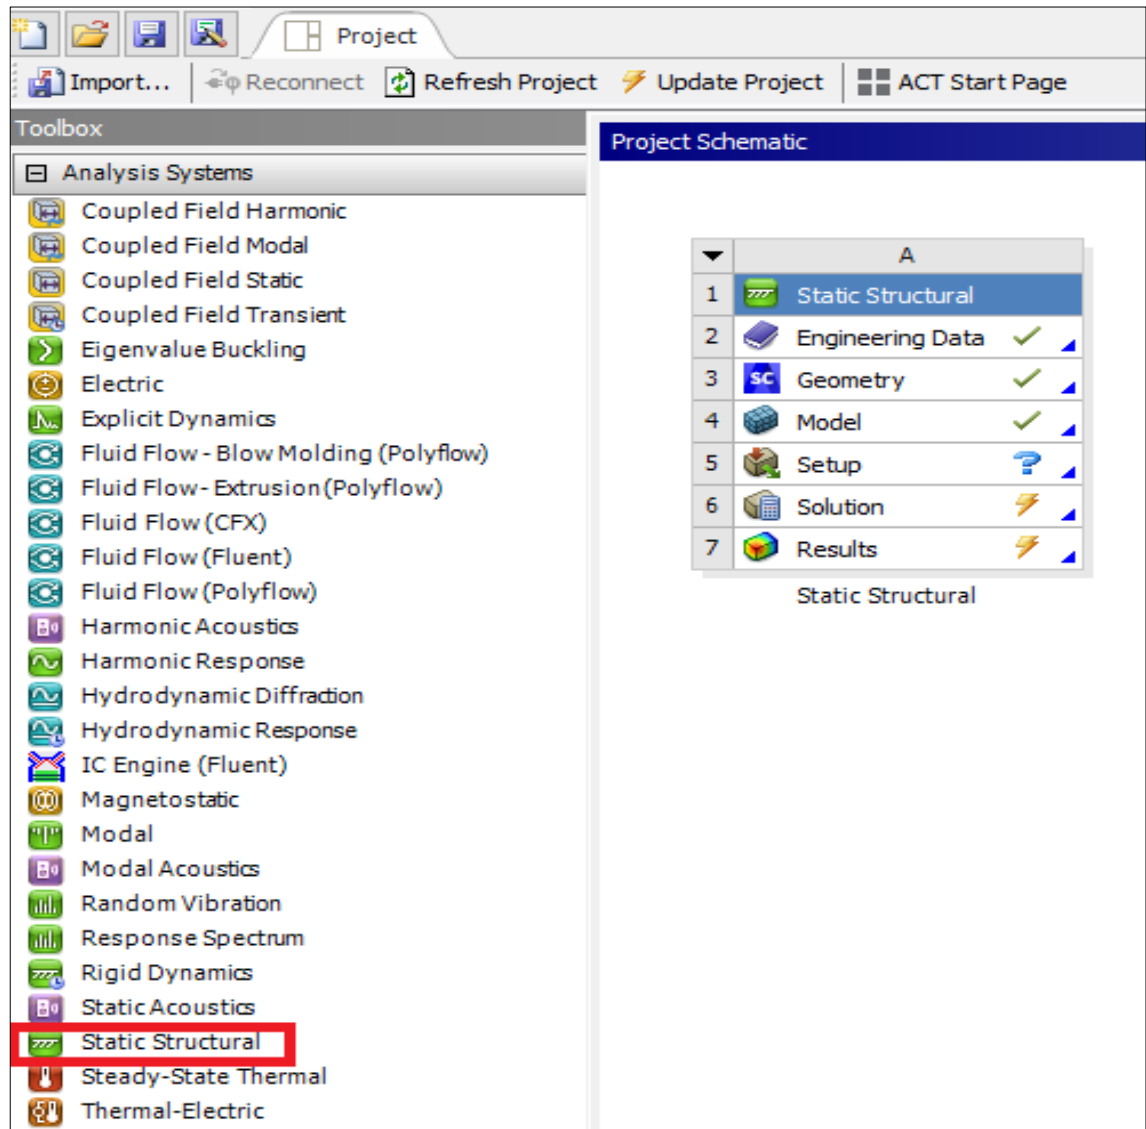 Project
Import...
Reconnect
Refresh Project
Update Project
ACT Start Page
Toolbox
Analysis Systems
Coupled Field Harmonic
Coupled Field Modal
Coupled Field Static
Coupled Field Transient
Eigenvalue Buckling
Electric
Explicit Dynamics
Fluid Flow - Blow Molding (Polyflow)
Fluid Flow- Extrusion (Polyflow)
Fluid Flow (CFX)
Fluid Flow (Fluent)
Fluid Flow (Polyflow)
Harmonic Acoustics
Harmonic Response
Hydrodynamic Diffraction
Hydrodynamic Response
IC Engine (Fluent)
Magnetostatic
Modal
Modal Acoustics
Random Vibration
Response Spectrum
Rigid Dynamics
Static Acoustics
Static Structural
Steady-State Thermal
Thermal-Electric
Project Schematic
A
1 Static Structural
2 Engineering Data
3 SC Geometry
4 Model
5 Setup ?
6 Solution
7 Results
Static Structural